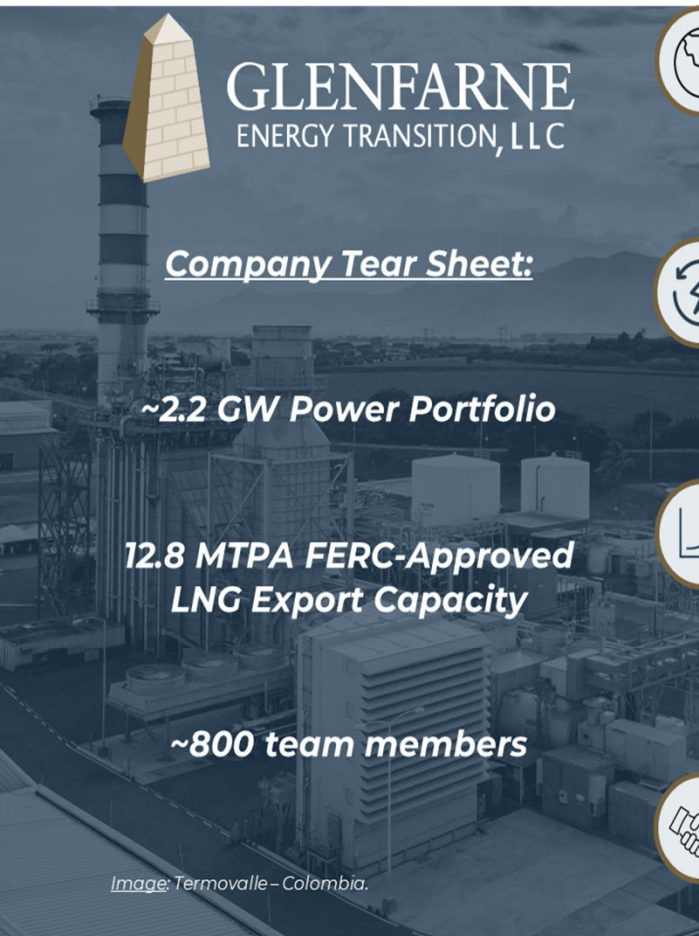 GLENFARNE
ENERGY TRANSITION, LLC
Company Tear Sheet:
~2.2 GW Power Portfolio
12.8 MTPA FERC-Approved
LNG Export Capacity
~800 team members
Image: Termovalle – Colombia.